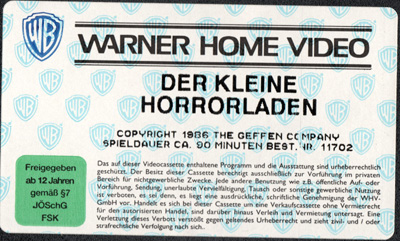 WB WARNER HOME VIDEO
DER KLEINE
HORRORLADEN
COPYRIGHT 1986 THE GEFFEN COMPANY
SPIELDAUER CA. 90 MINUTEN BEST. NR. 11702
Freigegeben
ab 12 Jahren
gemäß §7
JÖSchG
FSK
Das auf dieser Videocassette enthaltene Programm und die Ausstattung sind urheberrechtlich
geschützt. Der Besitz dieser Cassette berechtigt ausschließlich zur Vorführung im privaten
Bereich für nichtgewerbliche Zwecke. Jede andere Benutzung wie z.B. öffentliche Auf- oder
Vorführung, Sendung, unerlaubte Vervielfältigung, Tausch oder sonstige gewerbliche Nutzung
ist verboten, es sei denn, es liegt eine ausdrückliche, schriftliche Genehmigung der WHV-
GmbH vor. Handelt es sich bei dieser Cassette um eine Verkaufscassette ohne Vermietrecht
für den autorisierten Handel, sind darüber hinaus Verleih und Vermietung untersagt. Eine
Verletzung dieses Verbots verstößt gegen geltendes Urheberrecht und zieht zivil- und / oder
strafrechtliche Verfolgung nach sich.